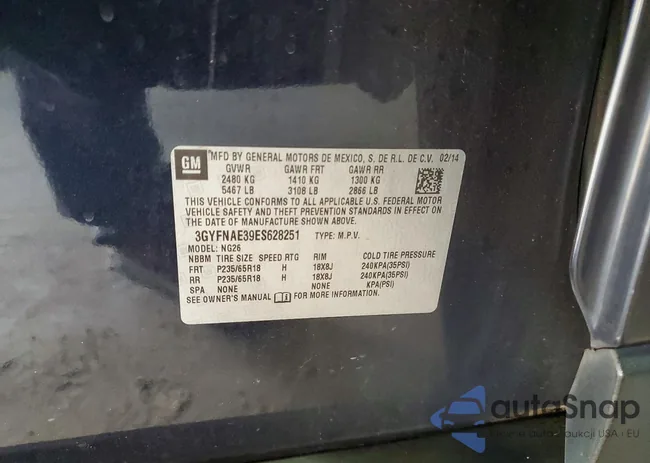 GM
MFD BY GENERAL MOTORS DE MEXICO, S. DE R.L. DE C.V. 02/14
GVWR GAWR FRT GAWR RR
2480 KG 1410 KG 1300 KG
5467 LB 3108 LB 2866 LB
THIS VEHICLE CONFORMS TO ALL APPLICABLE U.S. FEDERAL MOTOR
VEHICLE SAFETY AND THEFT PREVENTION STANDARDS IN EFFECT
ON THE DATE OF MANUFACTURE SHOWN ABOVE.
3GYFNAE39ES628251 TYPE: M.P.V.
MODEL: NG26
NBBM TIRE SIZE SPEED RTG RIM COLD TIRE PRESSURE
FRT P235/65R18 H 18X8J 240KPA(35PSI)
RR P235/65R18 H 18X8J 240KPA(35PSI)
SPA NONE NONE KPA(PSI)
SEE OWNER'S MANUAL FOR MORE INFORMATION.
autoSnap
aukcji USA · EU